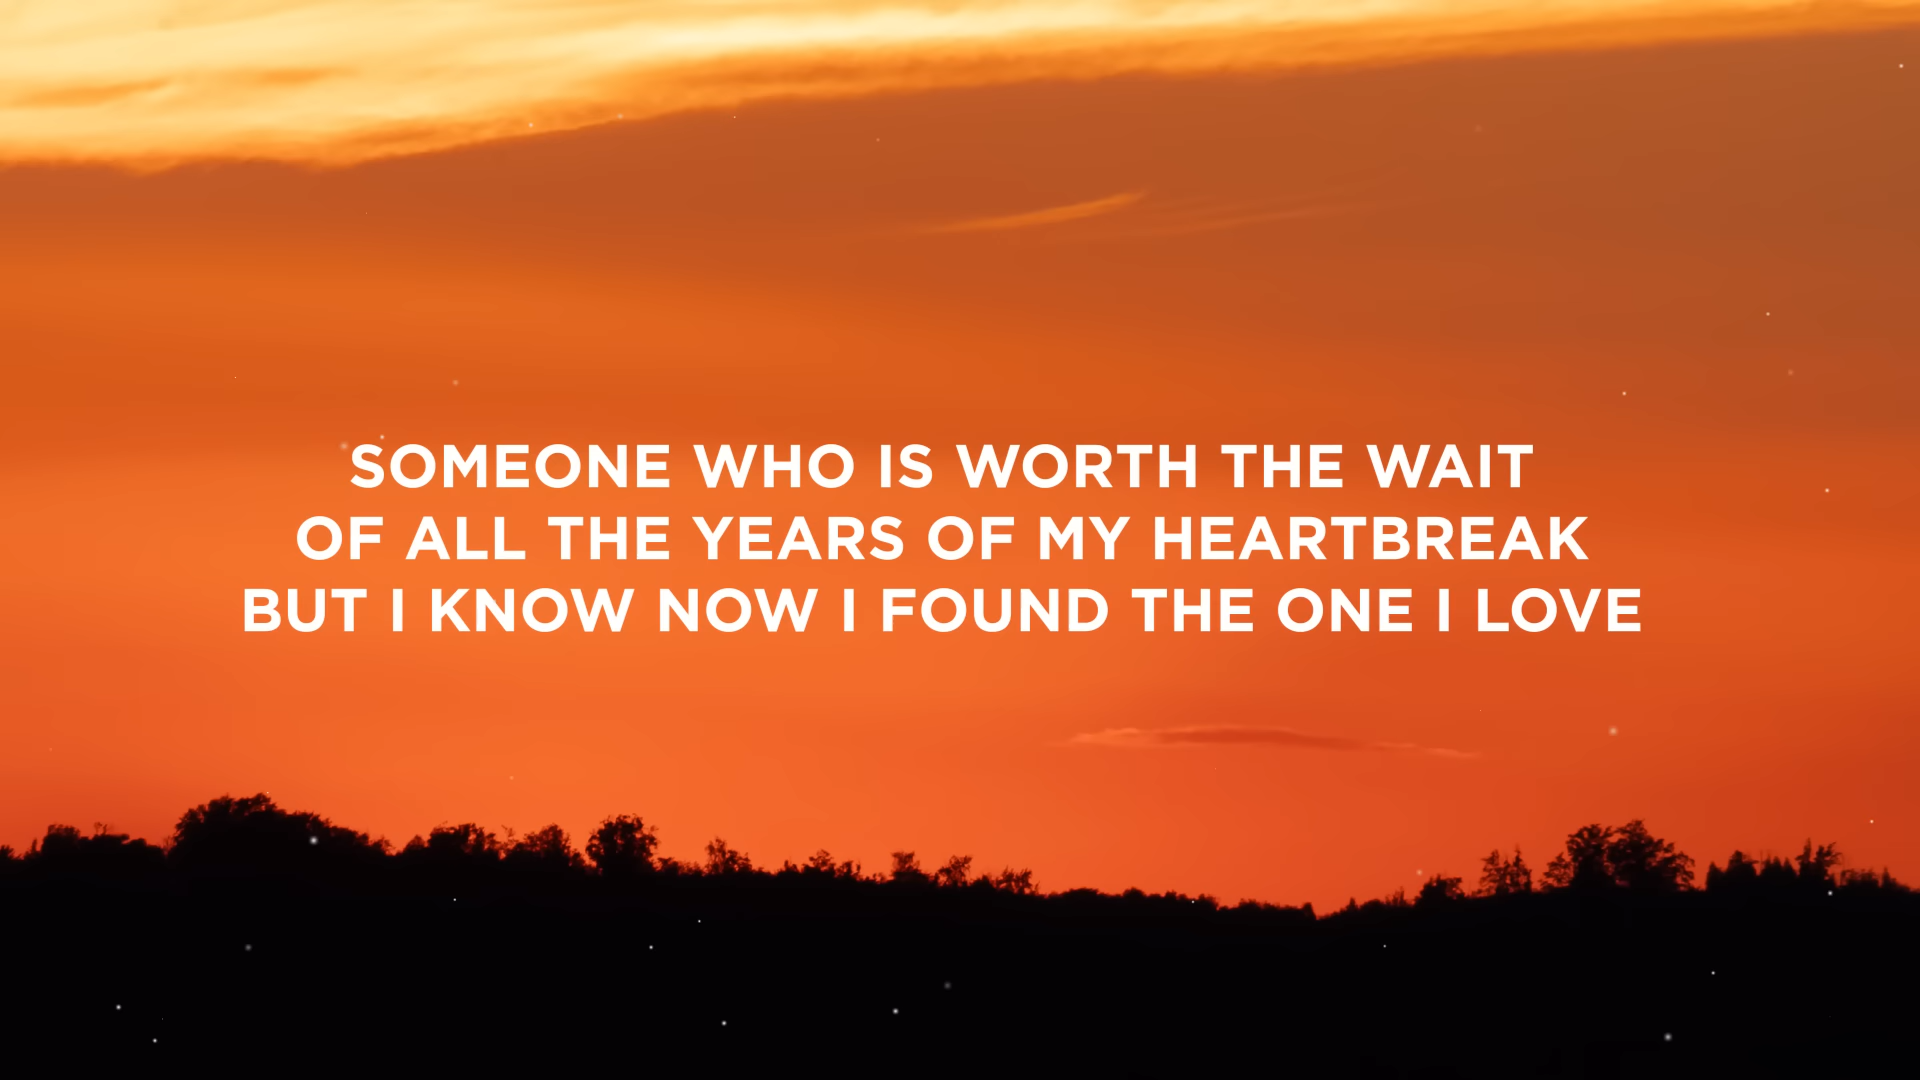 SOMEONE WHO IS WORTH THE WAIT
OF ALL THE YEARS OF MY HEARTBREAK
BUT I KNOW NOW I FOUND THE ONE I LOVE